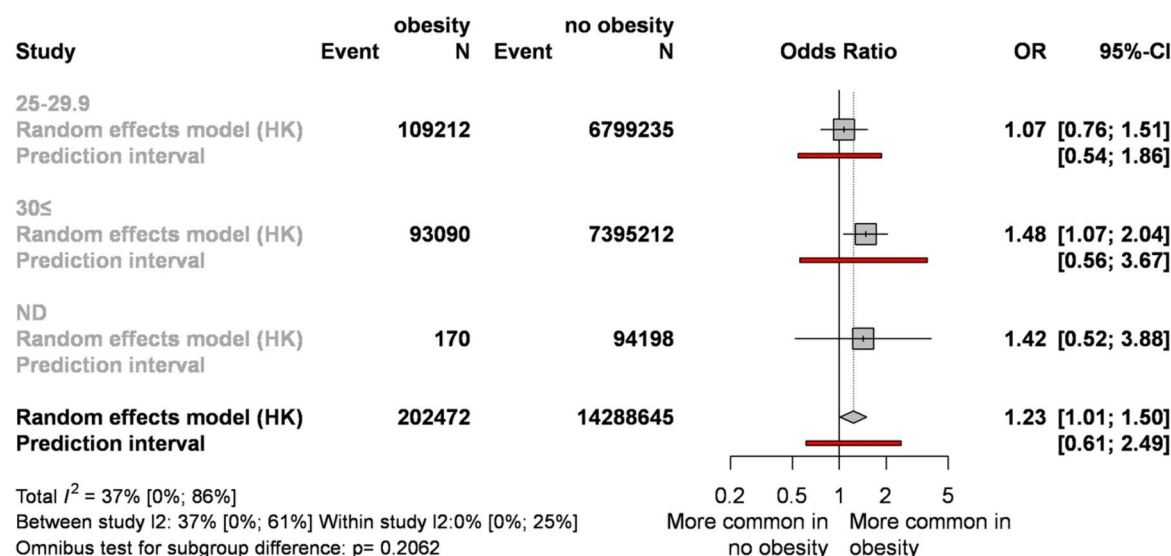 obesity no obesity
Study Event N Event N Odds Ratio OR 95%-CI
25-29.9
Random effects model (HK) 109212 6799235 1.07 [0.76; 1.51]
Prediction interval [0.54; 1.86]
30≤
Random effects model (HK) 93090 7395212 1.48 [1.07; 2.04]
Prediction interval [0.56; 3.67]
ND
Random effects model (HK) 170 94198 1.42 [0.52; 3.88]
Prediction interval
Random effects model (HK) 202472 14288645 1.23 [1.01; 1.50]
Prediction interval [0.61; 2.49]
Total I² = 37% [0%; 86%]
0.2 0.5 1 2 5
Between study I2: 37% [0%; 61%] Within study I2:0% [0%; 25%]
More common in More common in
Omnibus test for subgroup difference: p= 0.2062
no obesity obesity